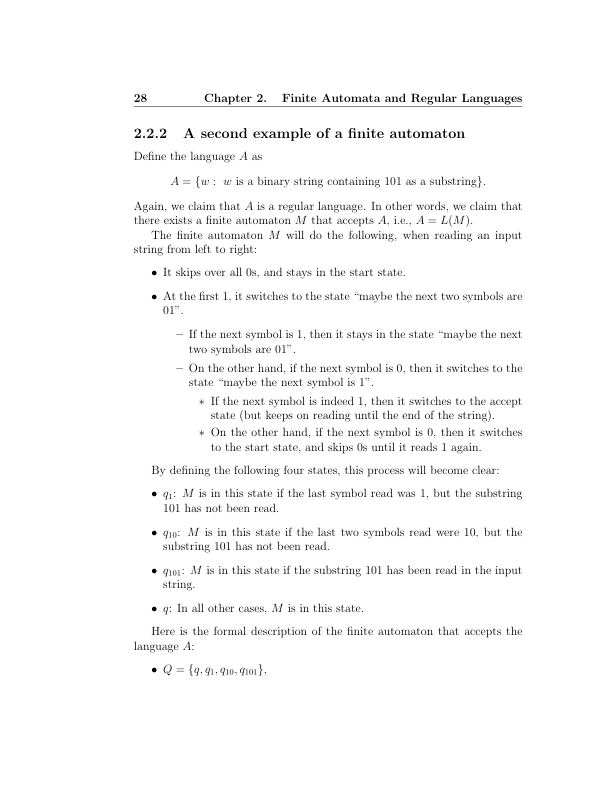 28 Chapter 2. Finite Automata and Regular Languages
2.2.2 A second example of a finite automaton
Define the language A as
A = {w : w is a binary string containing 101 as a substring}.
Again, we claim that A is a regular language. In other words, we claim that
there exists a finite automaton M that accepts A, i.e., A = L(M).
The finite automaton M will do the following, when reading an input
string from left to right:
• It skips over all 0s, and stays in the start state.
• At the first 1, it switches to the state “maybe the next two symbols are
01”.
– If the next symbol is 1, then it stays in the state “maybe the next
two symbols are 01”.
– On the other hand, if the next symbol is 0, then it switches to the
state “maybe the next symbol is 1”.
∗ If the next symbol is indeed 1, then it switches to the accept
state (but keeps on reading until the end of the string).
∗ On the other hand, if the next symbol is 0, then it switches
to the start state, and skips 0s until it reads 1 again.
By defining the following four states, this process will become clear:
• q₁: M is in this state if the last symbol read was 1, but the substring
101 has not been read.
• q₁₀: M is in this state if the last two symbols read were 10, but the
substring 101 has not been read.
• q₁₀₁: M is in this state if the substring 101 has been read in the input
string.
• q: In all other cases, M is in this state.
Here is the formal description of the finite automaton that accepts the
language A:
• Q = {q, q₁, q₁₀, q₁₀₁},